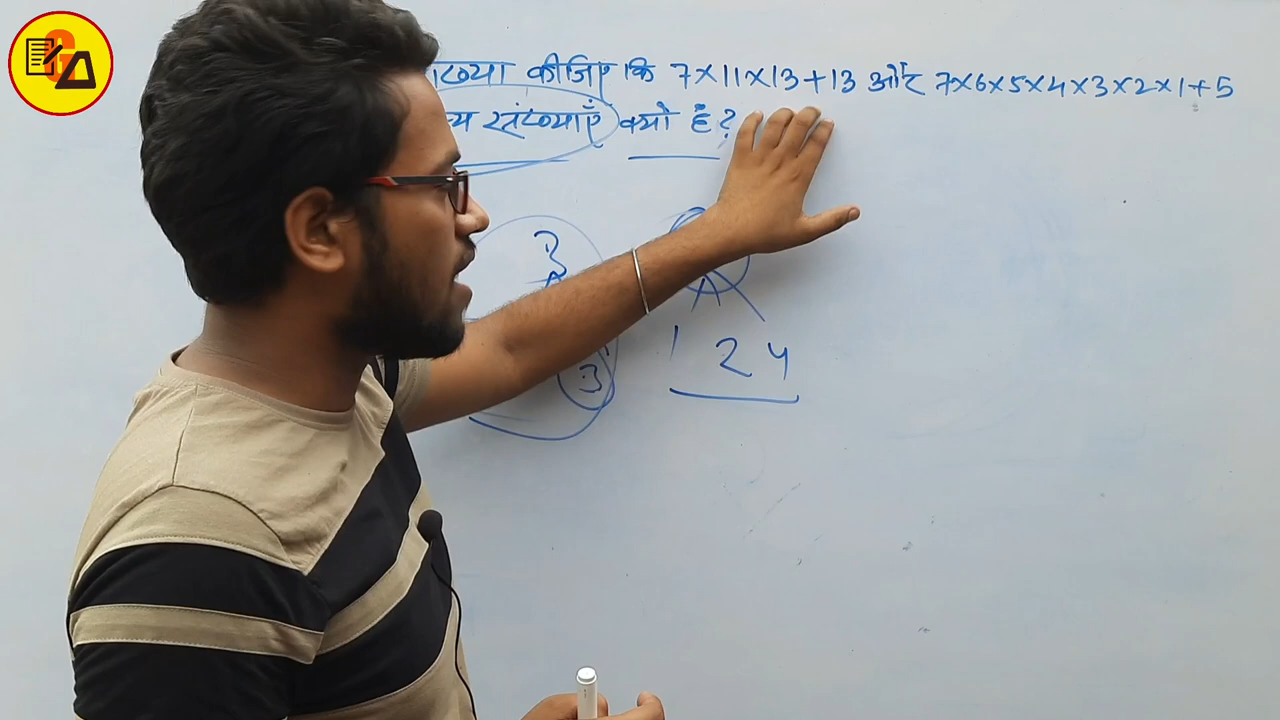 कीजिए कि 7×11×13+13 और 7×6×5×4×3×2×1+5
संख्याएँ क्यों हैं?
3
1 2 4
3